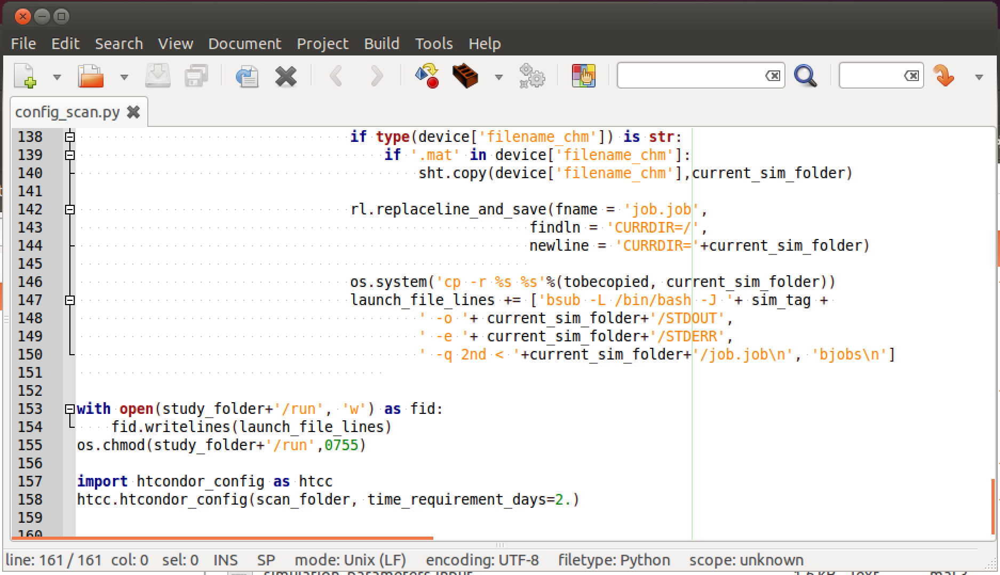 File Edit Search View Document Project Build Tools Help
config_scan.py
138 if type(device['filename_chm']) is str:
139 if '.mat' in device['filename_chm']:
140 sht.copy(device['filename_chm'],current_sim_folder)
141
142 rl.replaceline_and_save(fname = 'job.job',
143 findln = 'CURRDIR=/',
144 newline = 'CURRDIR='+current_sim_folder)
145
146 os.system('cp -r %s %s'%(tobecopied, current_sim_folder))
147 launch_file_lines += ['bsub -L /bin/bash -J '+ sim_tag +
148 ' -o '+ current_sim_folder+'/STDOUT',
149 ' -e '+ current_sim_folder+'/STDERR',
150 ' -q 2nd < '+current_sim_folder+'/job.job\n', 'bjobs\n']
151
152
153 with open(study_folder+'/run', 'w') as fid:
154 fid.writelines(launch_file_lines)
155 os.chmod(study_folder+'/run',0755)
156
157 import htcondor_config as htcc
158 htcc.htcondor_config(scan_folder, time_requirement_days=2.)
159
160
line: 161 / 161 col: 0 sel: 0 INS SP mode: Unix (LF) encoding: UTF-8 filetype: Python scope: unknown